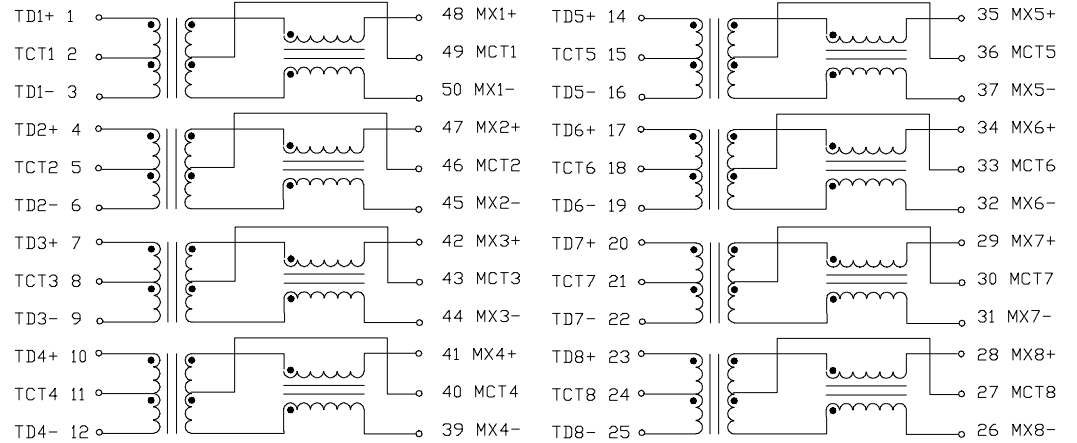 TD1+ 1 48 MX1+ TD5+ 14 35 MX5+
TCT1 2 49 MCT1 TCT5 15 36 MCT5
TD1- 3 50 MX1- TD5- 16 37 MX5-
TD2+ 4 47 MX2+ TD6+ 17 34 MX6+
TCT2 5 46 MCT2 TCT6 18 33 MCT6
TD2- 6 45 MX2- TD6- 19 32 MX6-
TD3+ 7 42 MX3+ TD7+ 20 29 MX7+
TCT3 8 43 MCT3 TCT7 21 30 MCT7
TD3- 9 44 MX3- TD7- 22 31 MX7-
TD4+ 10 41 MX4+ TD8+ 23 28 MX8+
TCT4 11 40 MCT4 TCT8 24 27 MCT8
TD4- 12 39 MX4- TD8- 25 26 MX8-